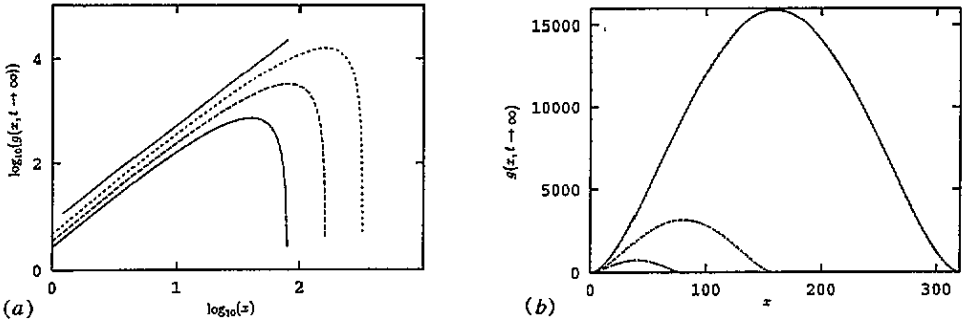 4
2
0
0
1
2
log₁₀(g(x, t → ∞))
log₁₀(x)
(a)
15000
10000
5000
0
0
100
200
300
g(x, t → ∞)
x
(b)